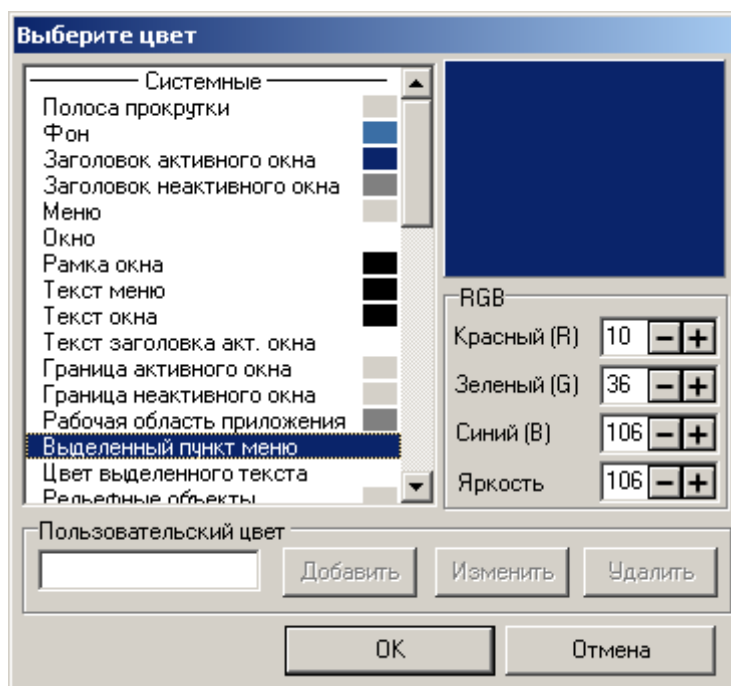 Выберите цвет
Системные
Полоса прокрутки
Фон
Заголовок активного окна
Заголовок неактивного окна
Меню
Окно
Рамка окна
Текст меню
Текст окна
Текст заголовка акт. окна
Граница активного окна
Граница неактивного окна
Рабочая область приложения
Выделенный пункт меню
Цвет выделенного текста
Рельефные объекты
RGB
Красный (R) 10
Зеленый (G) 36
Синий (B) 106
Яркость 106
Пользовательский цвет
Добавить Изменить Удалить
OK Отмена